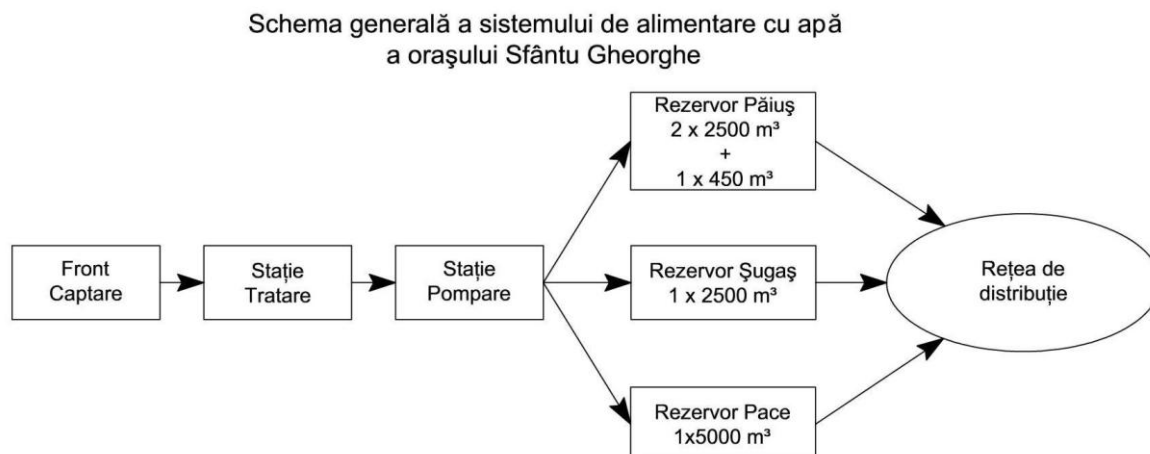 Schema generală a sistemului de alimentare cu apă
a oraşului Sfântu Gheorghe
Rezervor Păiuş
2 x 2500 m³
+
1 x 450 m³
Front
Captare
Stație
Tratare
Stație
Pompare
Rezervor Şugaş
1 x 2500 m³
Rețea de
distribuție
Rezervor Pace
1x5000 m³